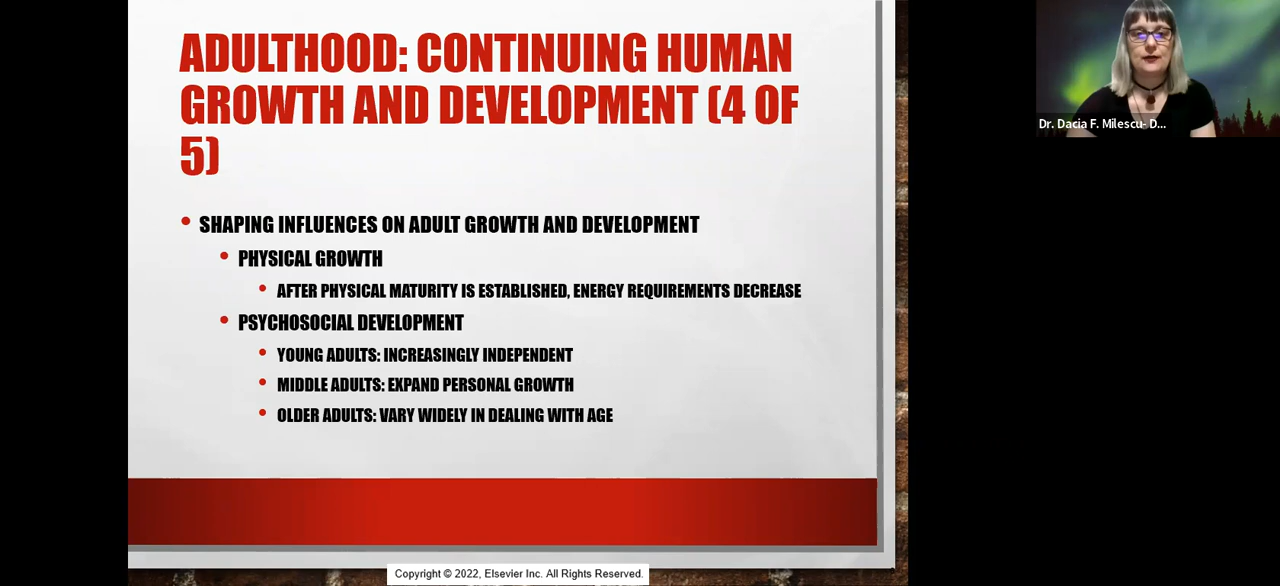 ADULTHOOD: CONTINUING HUMAN
GROWTH AND DEVELOPMENT (4 OF
5)
• SHAPING INFLUENCES ON ADULT GROWTH AND DEVELOPMENT
• PHYSICAL GROWTH
• AFTER PHYSICAL MATURITY IS ESTABLISHED, ENERGY REQUIREMENTS DECREASE
• PSYCHOSOCIAL DEVELOPMENT
• YOUNG ADULTS: INCREASINGLY INDEPENDENT
• MIDDLE ADULTS: EXPAND PERSONAL GROWTH
• OLDER ADULTS: VARY WIDELY IN DEALING WITH AGE
Copyright © 2022, Elsevier Inc. All Rights Reserved.
Dr. Dacia F. Milescu- D...